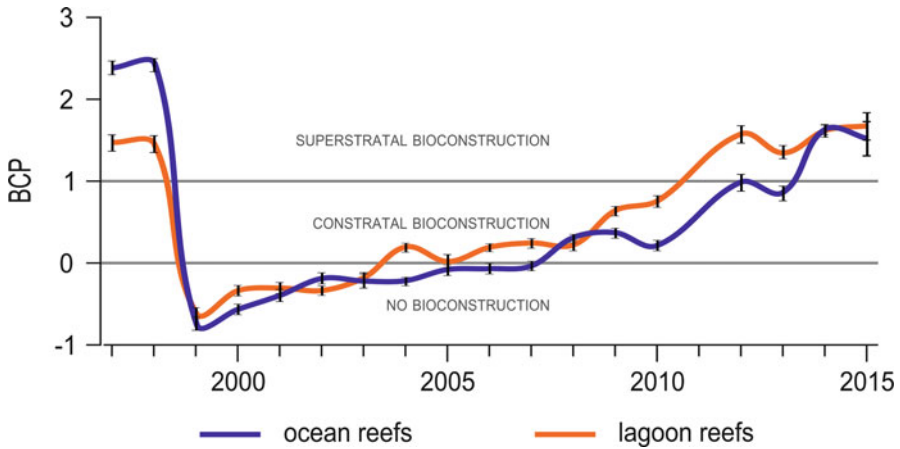 3
2
1
0
-1
BCP
SUPERSTRATAL BIOCONSTRUCTION
CONSTRATAL BIOCONSTRUCTION
NO BIOCONSTRUCTION
2000 2005 2010 2015
ocean reefs lagoon reefs